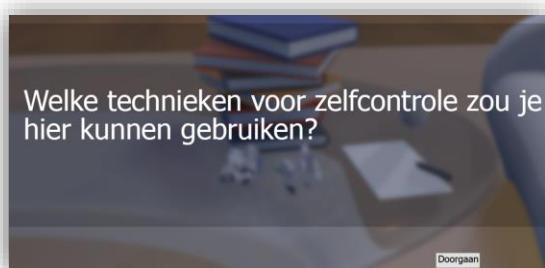 Welke technieken voor zelfcontrole zou je
hier kunnen gebruiken?
Doorgaan